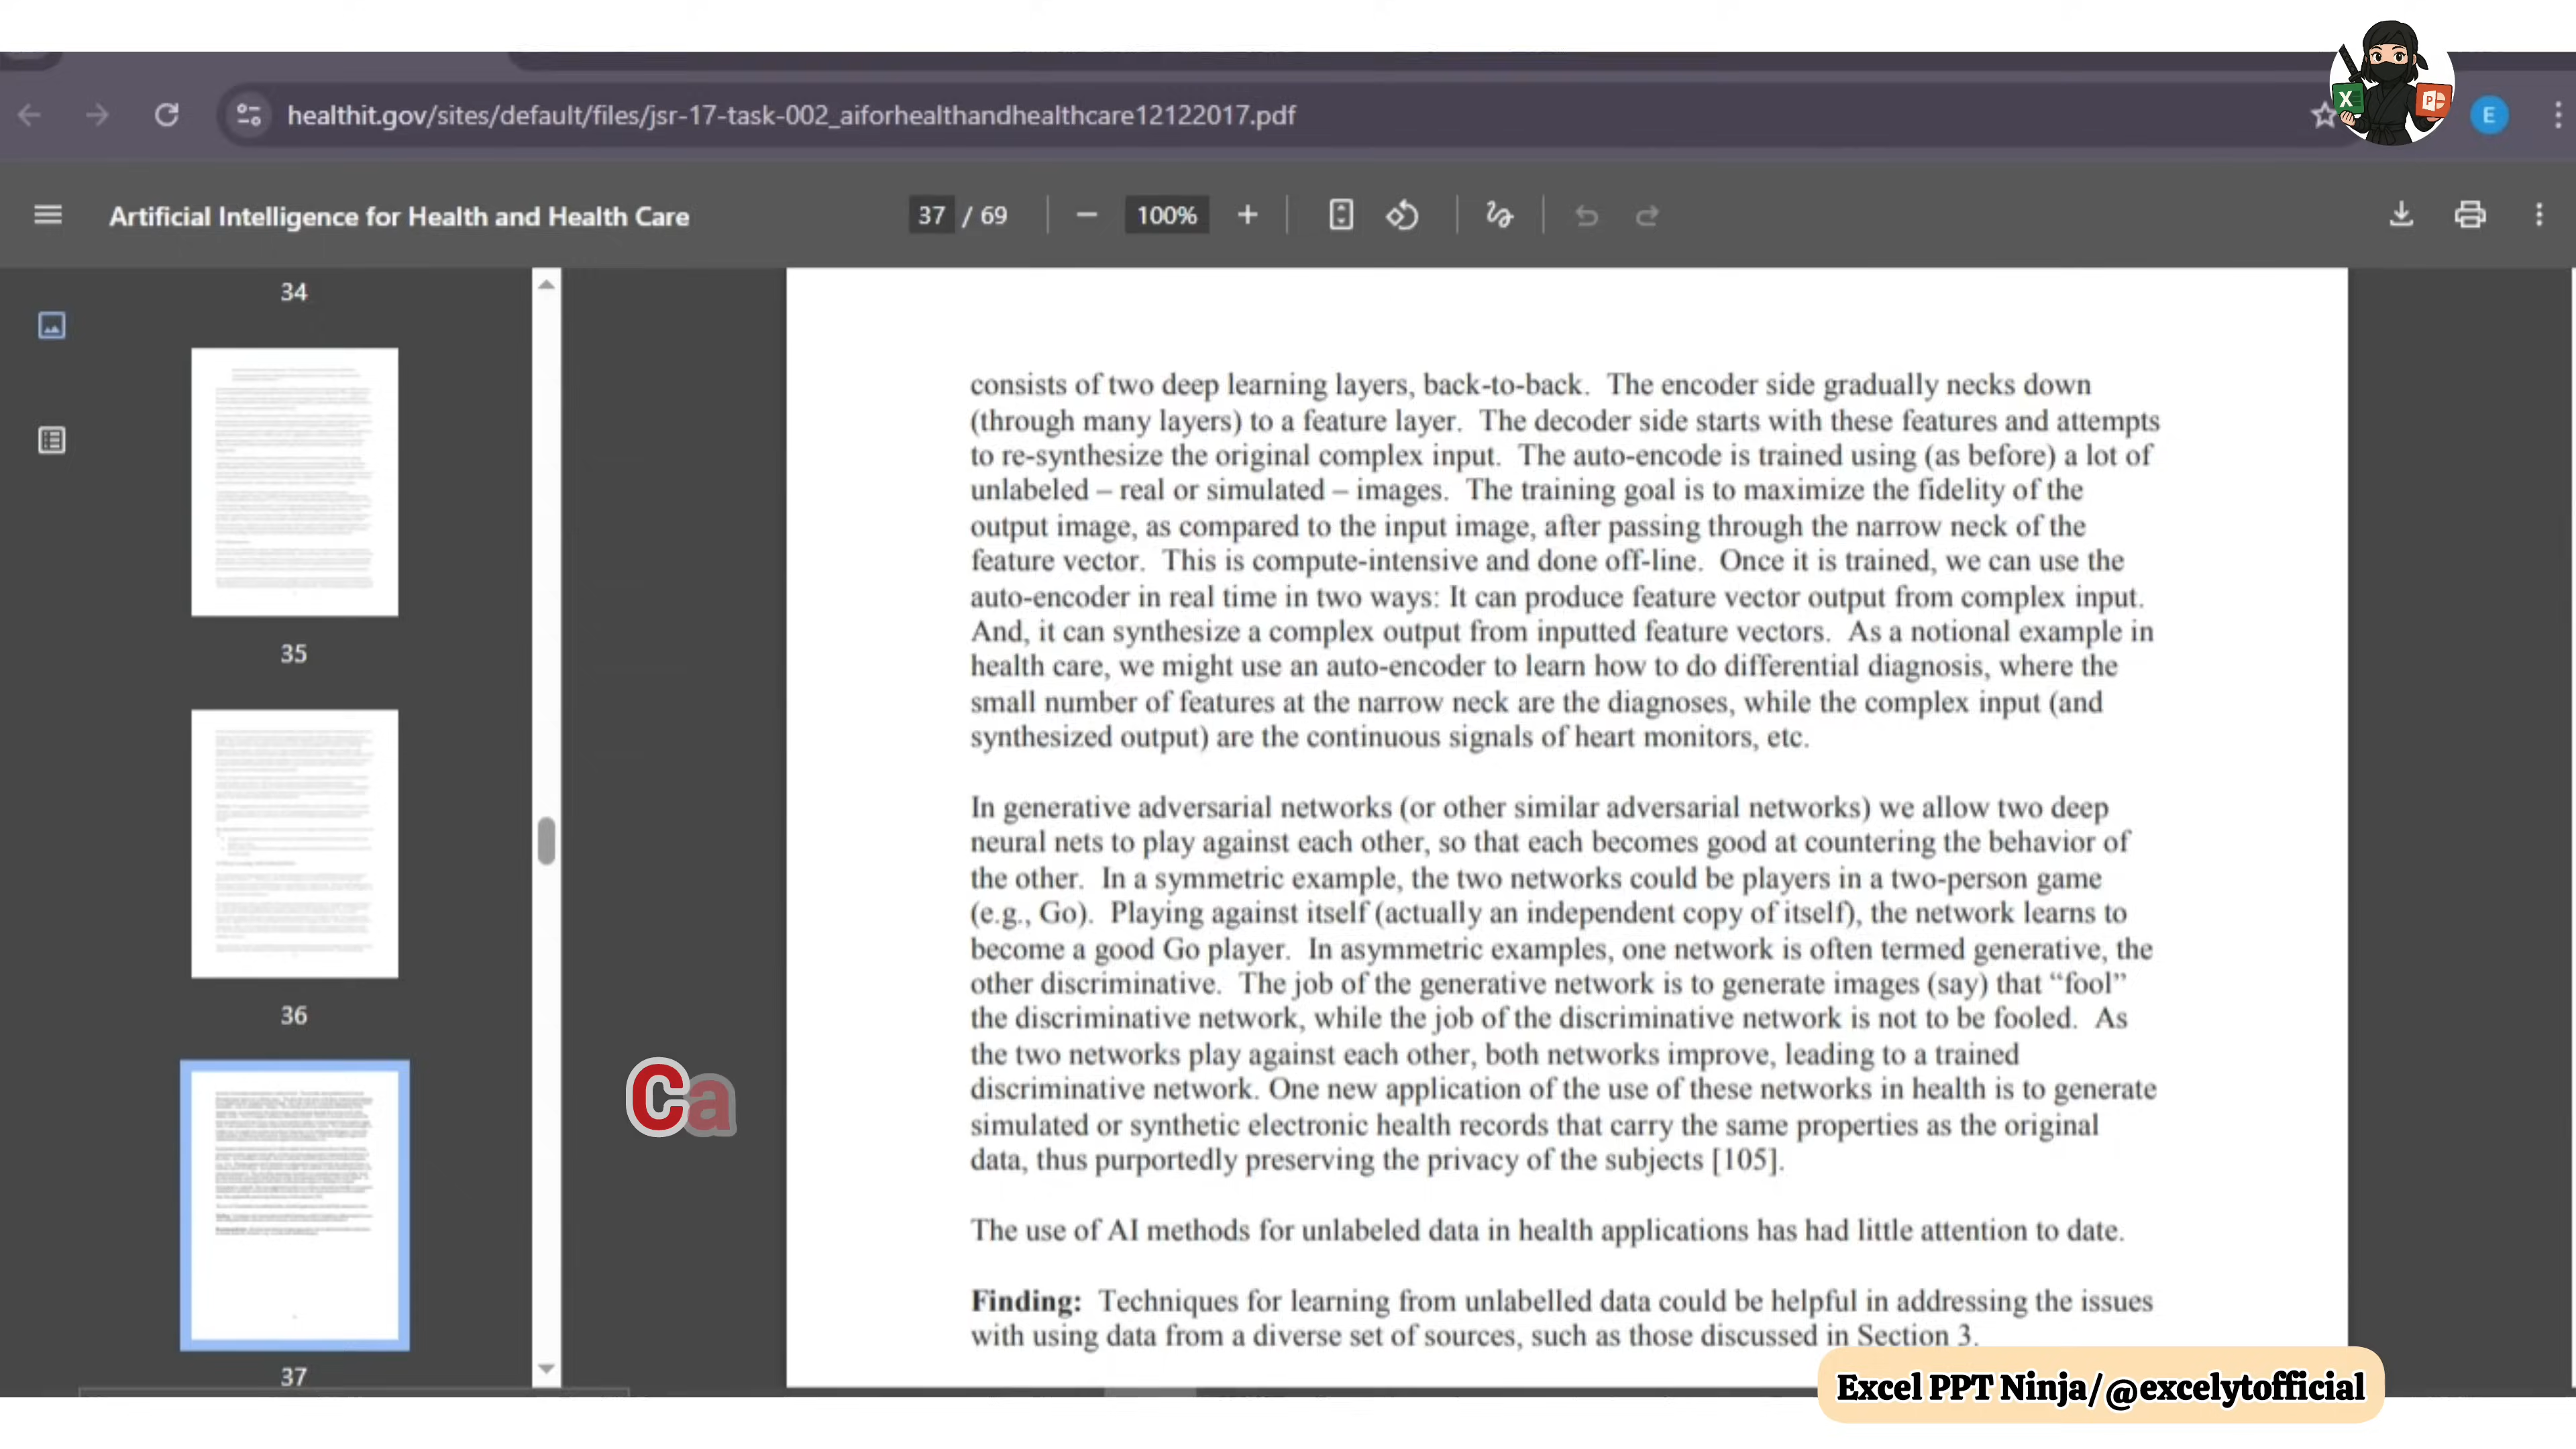 healthit.gov/sites/default/files/jsr-17-task-002_aiforhealthandhealthcare12122017.pdf
E
Artificial Intelligence for Health and Health Care
37 / 69
100%
34
35
36
37
consists of two deep learning layers, back-to-back. The encoder side gradually necks down
(through many layers) to a feature layer. The decoder side starts with these features and attempts
to re-synthesize the original complex input. The auto-encode is trained using (as before) a lot of
unlabeled – real or simulated – images. The training goal is to maximize the fidelity of the
output image, as compared to the input image, after passing through the narrow neck of the
feature vector. This is compute-intensive and done off-line. Once it is trained, we can use the
auto-encoder in real time in two ways: It can produce feature vector output from complex input.
And, it can synthesize a complex output from inputted feature vectors. As a notional example in
health care, we might use an auto-encoder to learn how to do differential diagnosis, where the
small number of features at the narrow neck are the diagnoses, while the complex input (and
synthesized output) are the continuous signals of heart monitors, etc.
In generative adversarial networks (or other similar adversarial networks) we allow two deep
neural nets to play against each other, so that each becomes good at countering the behavior of
the other. In a symmetric example, the two networks could be players in a two-person game
(e.g., Go). Playing against itself (actually an independent copy of itself), the network learns to
become a good Go player. In asymmetric examples, one network is often termed generative, the
other discriminative. The job of the generative network is to generate images (say) that “fool”
the discriminative network, while the job of the discriminative network is not to be fooled. As
the two networks play against each other, both networks improve, leading to a trained
discriminative network. One new application of the use of these networks in health is to generate
simulated or synthetic electronic health records that carry the same properties as the original
data, thus purportedly preserving the privacy of the subjects [105].
The use of AI methods for unlabeled data in health applications has had little attention to date.
Finding: Techniques for learning from unlabelled data could be helpful in addressing the issues
with using data from a diverse set of sources, such as those discussed in Section 3.
Ca
Excel PPT Ninja/@excelytofficial